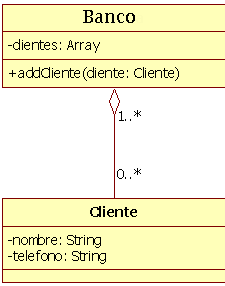 Banco
-clientes: Array
+addCliente(cliente: Cliente)
1..*
0..*
Cliente
-nombre: String
-telefono: String